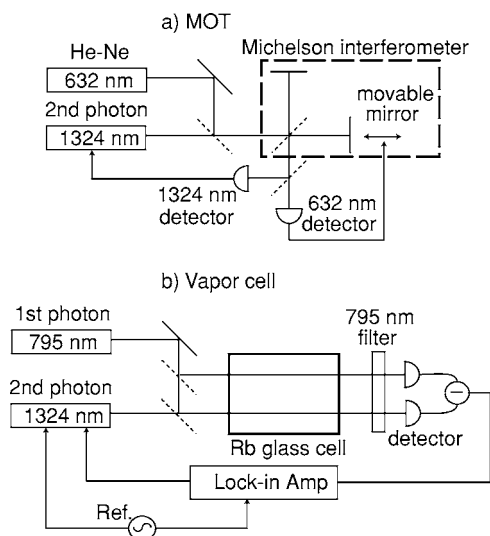 a) MOT
He-Ne
632 nm
2nd photon
1324 nm
Michelson interferometer
movable
mirror
1324 nm
detector
632 nm
detector
b) Vapor cell
1st photon
795 nm
2nd photon
1324 nm
795 nm
filter
Rb glass cell
detector
Lock-in Amp
Ref.